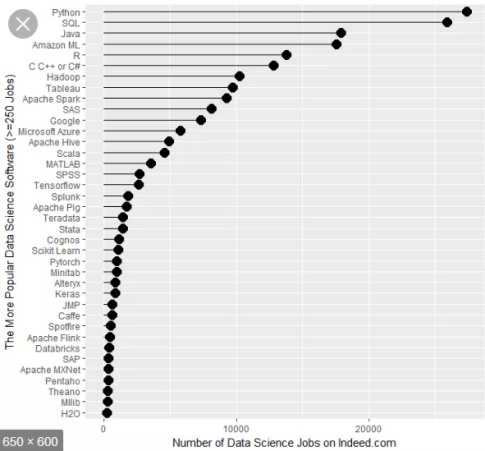 The More Popular Data Science Software (>=250 Jobs)
Python
SQL
Java
Amazon ML
R
C C++ or C#
Hadoop
Tableau
Apache Spark
SAS
Google
Microsoft Azure
Apache Hive
Scala
MATLAB
SPSS
Tensorflow
Splunk
Apache Pig
Teradata
Stata
Cognos
Scikit Learn
Pytorch
Minitab
Alteryx
Keras
JMP
Caffe
Spotfire
Apache Flink
Databricks
SAP
Apache MXNet
Pentaho
Theano
Mllib
H2O
0 10000 20000
Number of Data Science Jobs on Indeed.com
650 × 600